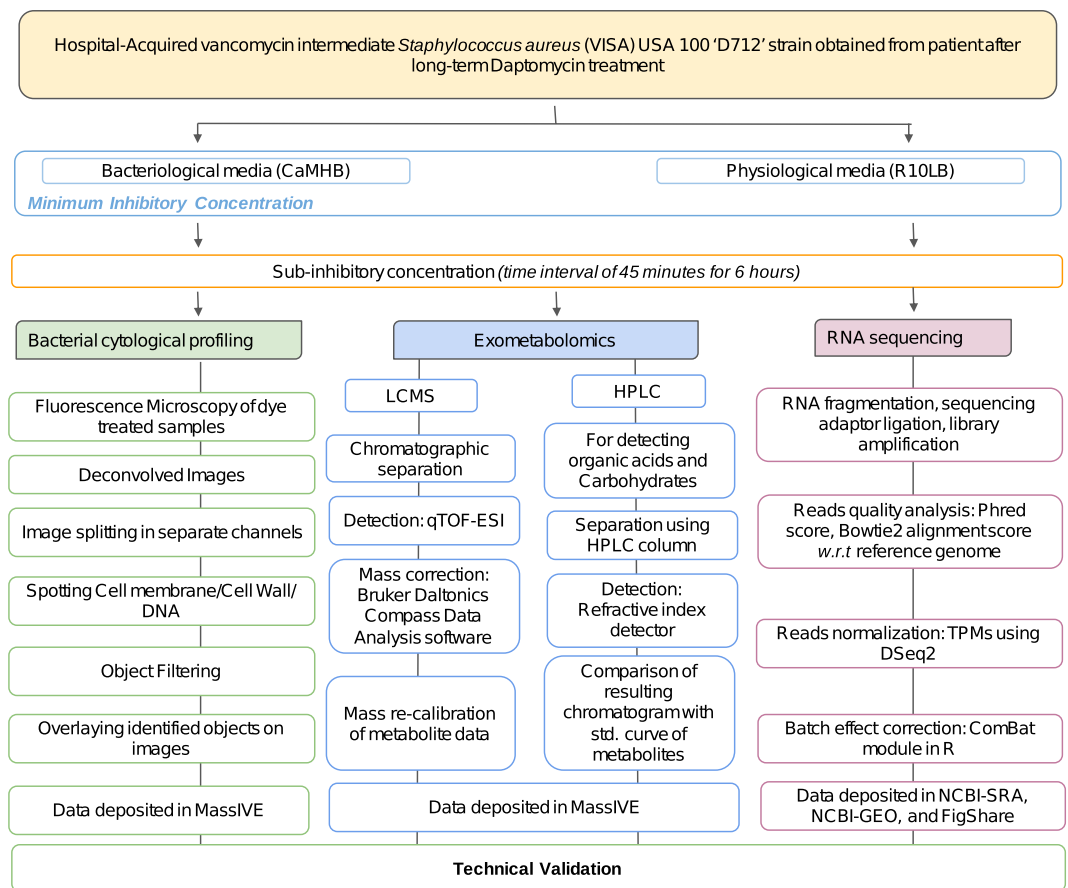 Hospital-Acquired vancomycin intermediate Staphylococcus aureus (VISA) USA 100 ‘D712’ strain obtained from patient after
long-term Daptomycin treatment
Bacteriological media (CaMHB)
Physiological media (R10LB)
Minimum Inhibitory Concentration
Sub-inhibitory concentration (time interval of 45 minutes for 6 hours)
Bacterial cytological profiling
Fluorescence Microscopy of dye
treated samples
Deconvolved Images
Image splitting in separate channels
Spotting Cell membrane/Cell Wall/
DNA
Object Filtering
Overlaying identified objects on
images
Data deposited in MassIVE
Exometabolomics
LCMS
Chromatographic
separation
Detection: qTOF-ESI
Mass correction:
Bruker Daltonics
Compass Data
Analysis software
Mass re-calibration
of metabolite data
HPLC
For detecting
organic acids and
Carbohydrates
Separation using
HPLC column
Detection:
Refractive index
detector
Comparison of
resulting
chromatogram with
std. curve of
metabolites
Data deposited in MassIVE
RNA sequencing
RNA fragmentation, sequencing
adaptor ligation, library
amplification
Reads quality analysis: Phred
score, Bowtie2 alignment score
w.r.t reference genome
Reads normalization: TPMs using
DSeq2
Batch effect correction: ComBat
module in R
Data deposited in NCBI-SRA,
NCBI-GEO, and FigShare
Technical Validation